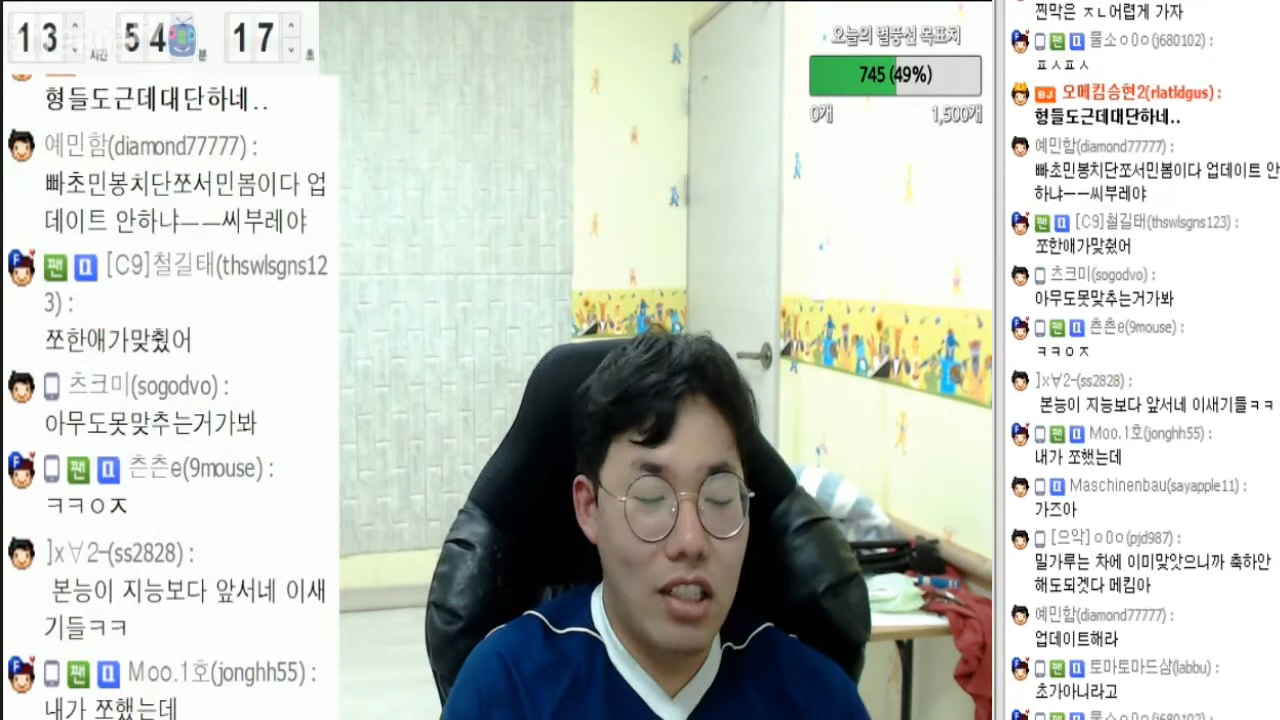 13 시간 54 분 17 초
형들도근데대단하네..
예민함(diamond77777) :
빠초민봉치단쪼서민봄이다 업
데이트 안하냐ㅡㅡ씨부레야
팬 [C9]철길태(thswlsgns12
3) :
쪼한애가맞췄어
츠크미(sogodvo) :
아무도못맞추는거가봐
팬 츤츤e(9mouse) :
ㅋㅋㅇㅈ
]x∀2-(ss2828) :
본능이 지능보다 앞서네 이새
기들ㅋㅋ
팬 Moo.1호(jonghh55) :
내가 쪼했는데
오늘의 별풍선 목표치
745 (49%)
0개 1,500개
찐막은 ㅈㄴ어렵게 가자
팬 물소ㅇ0ㅇ(j680102) :
ㅍㅅㅍㅅ
BJ 오메킴승현2(rlatldgus) :
형들도근데대단하네..
예민함(diamond77777) :
빠초민봉치단쪼서민봄이다 업데이트 안
하냐ㅡㅡ씨부레야
팬 [C9]철길태(thswlsgns123) :
쪼한애가맞췄어
츠크미(sogodvo) :
아무도못맞추는거가봐
팬 츤츤e(9mouse) :
ㅋㅋㅇㅈ
]x∀2-(ss2828) :
본능이 지능보다 앞서네 이새기들ㅋㅋ
팬 Moo.1호(jonghh55) :
내가 쪼했는데
Maschinenbau(sayapple11) :
가즈아
[으악]ㅇ0ㅇ(pjd987) :
밀가루는 차에 이미맞앗으니까 축하안
해도되겟다 메킴아
예민함(diamond77777) :
업데이트해라
팬 토마토마드삼(labbu) :
초가아니라고
팬 물소ㅇ0ㅇ(j680102) :